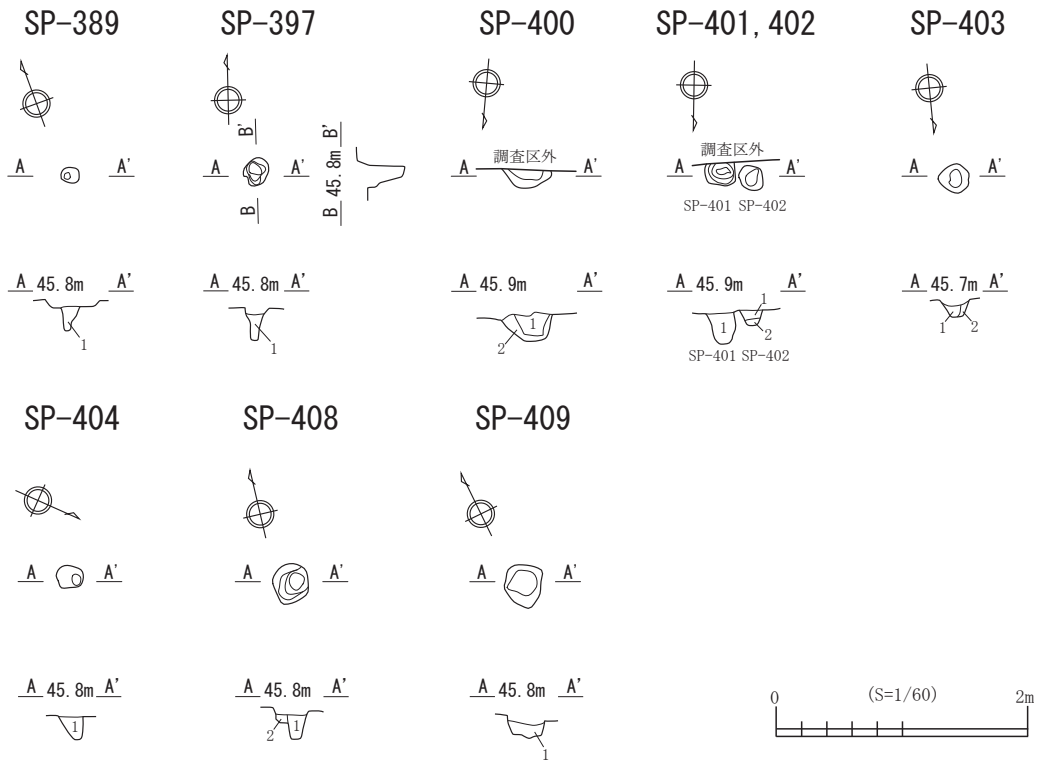 SP-389
SP-397
SP-400
SP-401, 402
SP-403
A A'
A A'
B'
B
B 45.8m B'
調査区外
A A'
調査区外
A A'
SP-401 SP-402
A A'
A 45.8m A'
1
A 45.8m A'
1
A 45.9m A'
1
2
A 45.9m A'
1
1
2
SP-401 SP-402
A 45.7m A'
1 2
SP-404
SP-408
SP-409
A A'
A A'
A A'
A 45.8m A'
1
A 45.8m A'
2 1
A 45.8m A'
1
0 (S=1/60) 2m